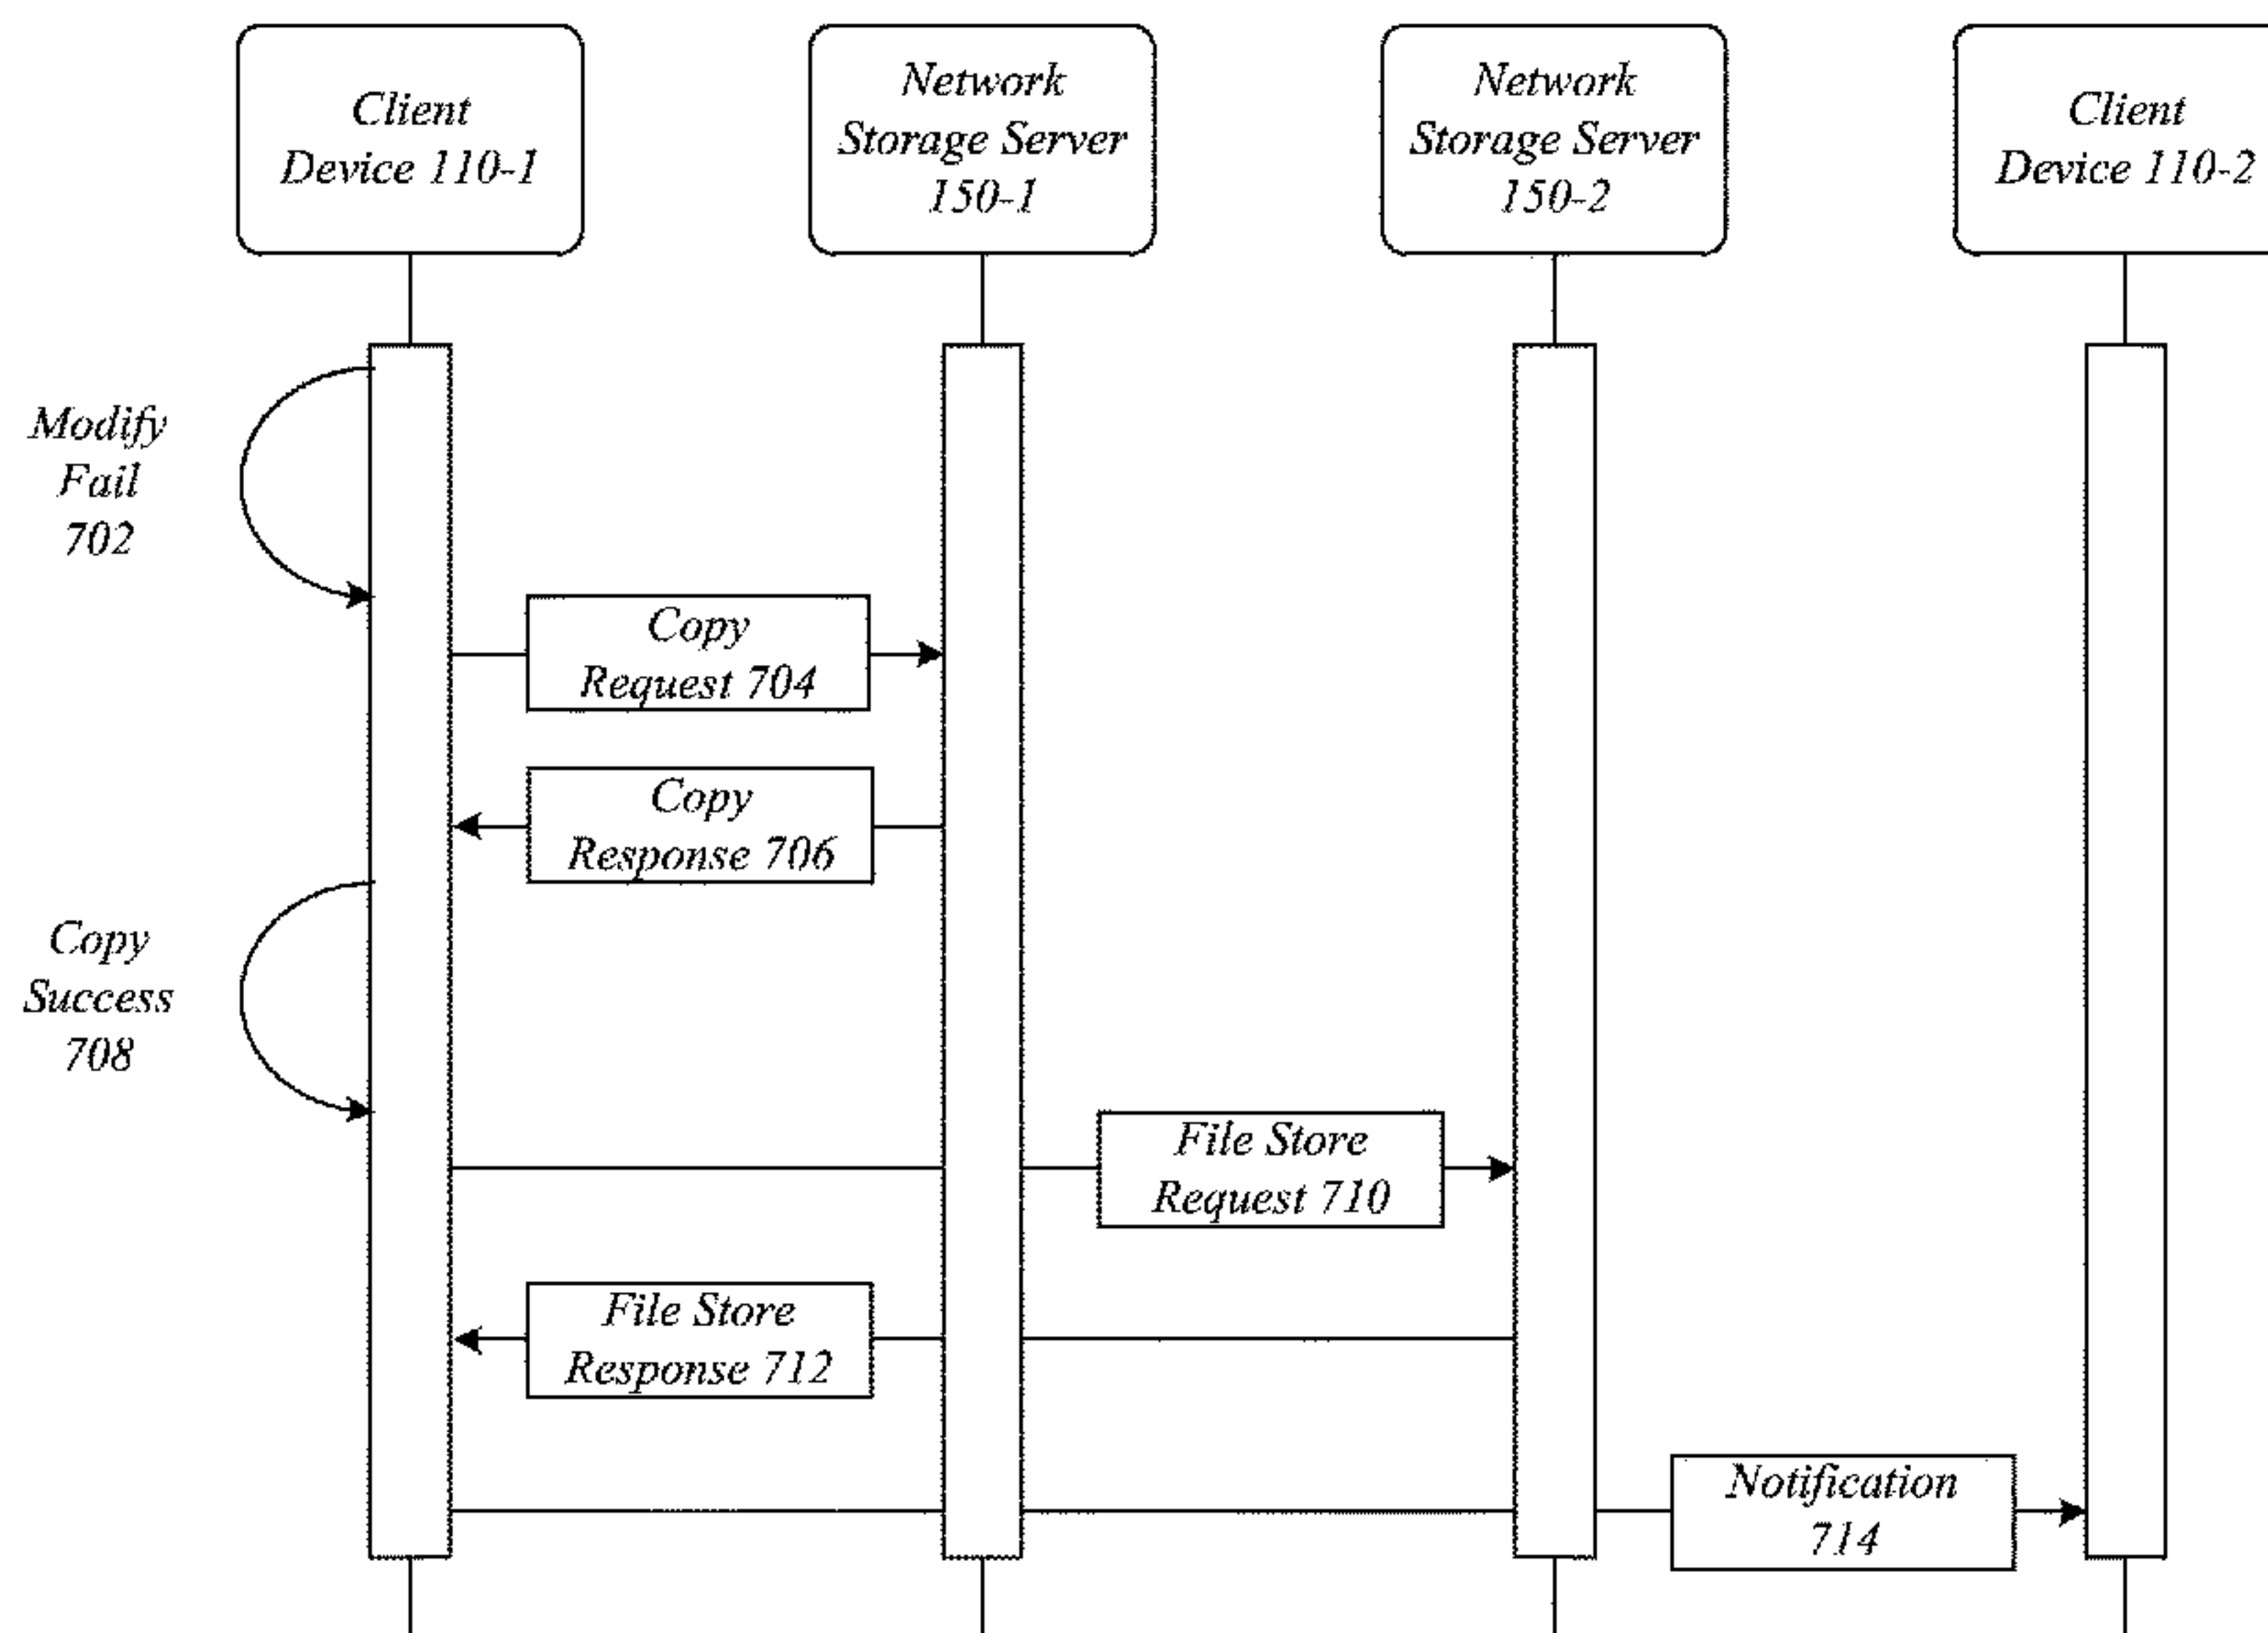 Client
Device 110-1
Network
Storage Server
150-1
Network
Storage Server
150-2
Client
Device 110-2
Modify
Fail
702
Copy
Request 704
Copy
Response 706
Copy
Success
708
File Store
Request 710
File Store
Response 712
Notification
714